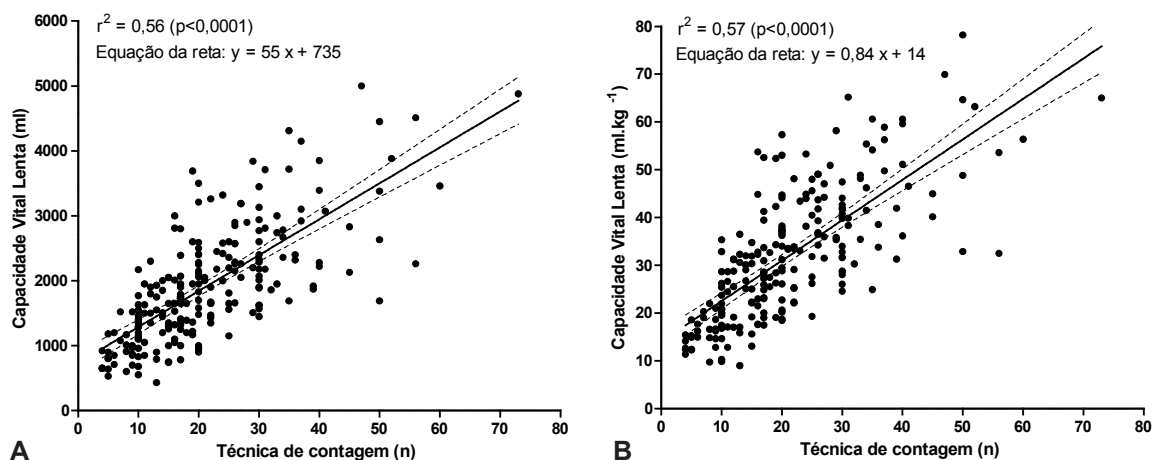 r² = 0,56 (p<0,0001)
Equação da reta: y = 55 x + 735
Capacidade Vital Lenta (ml)
6000
5000
4000
3000
2000
1000
0
0 10 20 30 40 50 60 70 80
Técnica de contagem (n)
A
r² = 0,57 (p<0,0001)
Equação da reta: y = 0,84 x + 14
Capacidade Vital Lenta (ml.kg⁻¹)
80
70
60
50
40
30
20
10
0
0 10 20 30 40 50 60 70 80
Técnica de contagem (n)
B